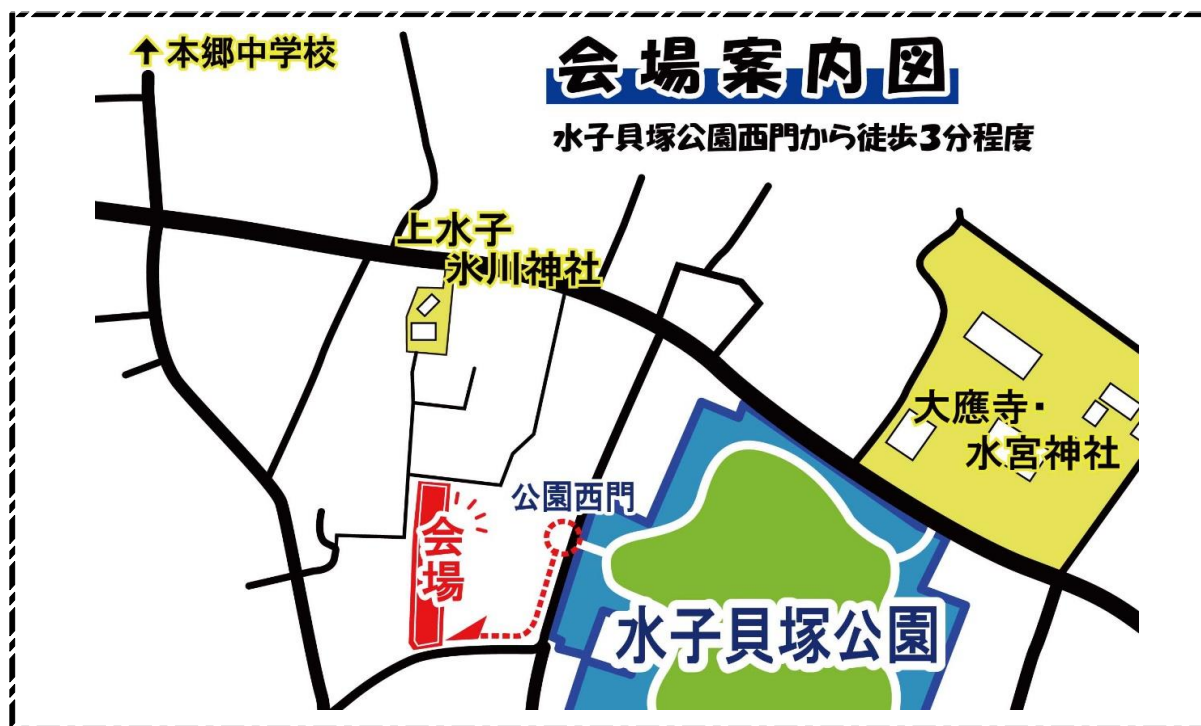 会場案内図
水子貝塚公園西門から徒歩3分程度
↑本郷中学校
上水子
氷川神社
大應寺・
水宮神社
公園西門
会場
水子貝塚公園